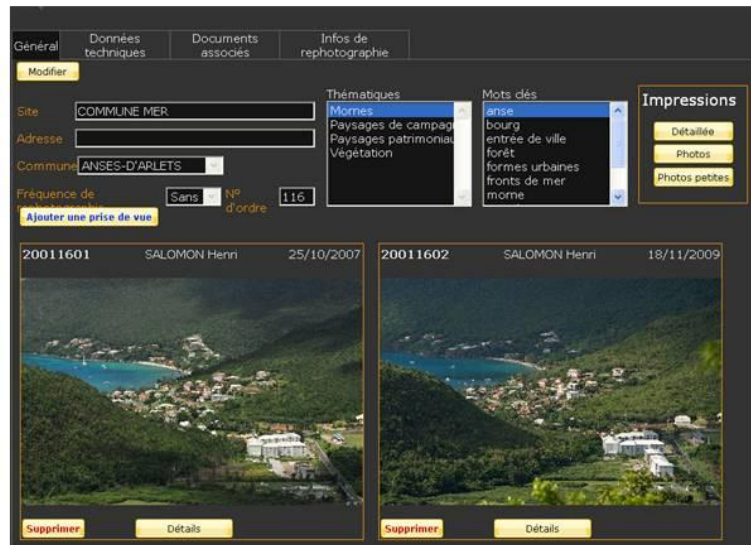 Général
Données techniques
Documents associés
Infos de rephotographie
Modifier
Site
COMMUNE MER
Adresse
Commune
ANSES-D'ARLETS
Fréquence de
Sans
Nº d'ordre
116
Ajouter une prise de vue
Thématiques
Mornes
Paysages de campag
Paysages patrimoniau
Végétation
Mots clés
anse
bourg
entrée de ville
forêt
formes urbaines
fronts de mer
morne
Impressions
Détaillée
Photos
Photos petites
20011601 SALOMON Henri 25/10/2007
Supprimer
Détails
20011602 SALOMON Henri 18/11/2009
Supprimer
Détails